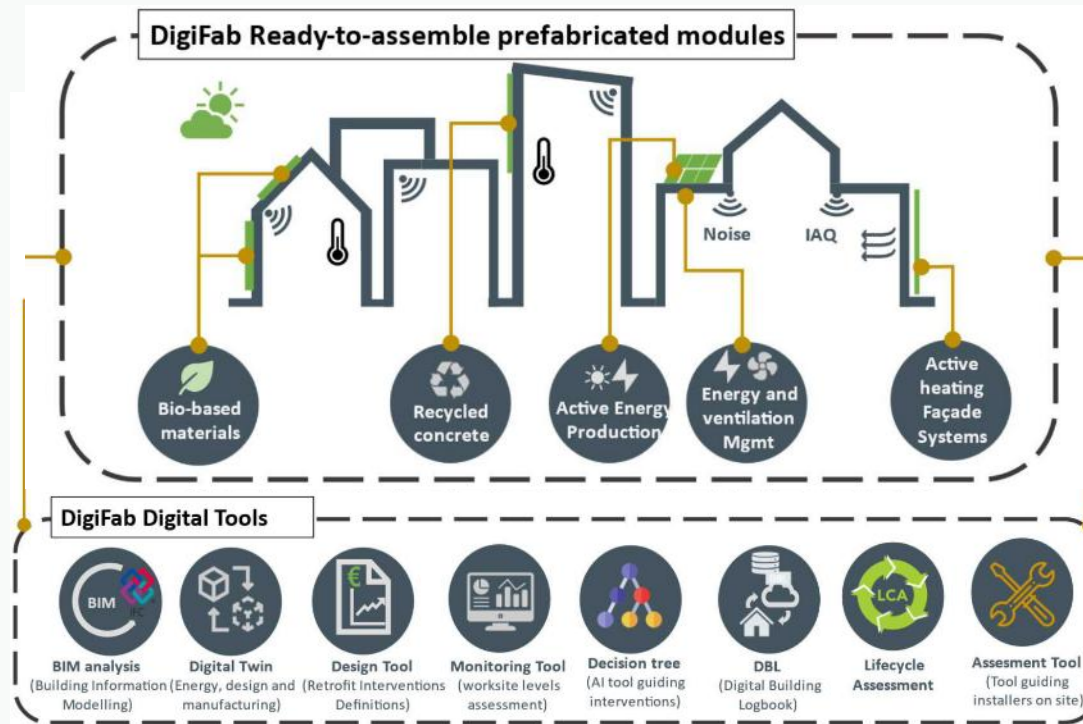 DigiFab Ready-to-assemble prefabricated modules
Noise
IAQ
Bio-based
materials
Recycled
concrete
Active Energy
Production
Energy and
ventilation
Mgmt
Active
heating
Façade
Systems
DigiFab Digital Tools
BIM
IFC
€
LCA
BIM analysis
(Building Information
Modelling)
Digital Twin
(Energy, design and
manufacturing)
Design Tool
(Retrofit Interventions
Definitions)
Monitoring Tool
(worksite levels
assessment)
Decision tree
(AI tool guiding
interventions)
DBL
(Digital Building
Logbook)
Lifecycle
Assessment
Assesment Tool
(Tool guiding
installers on site)